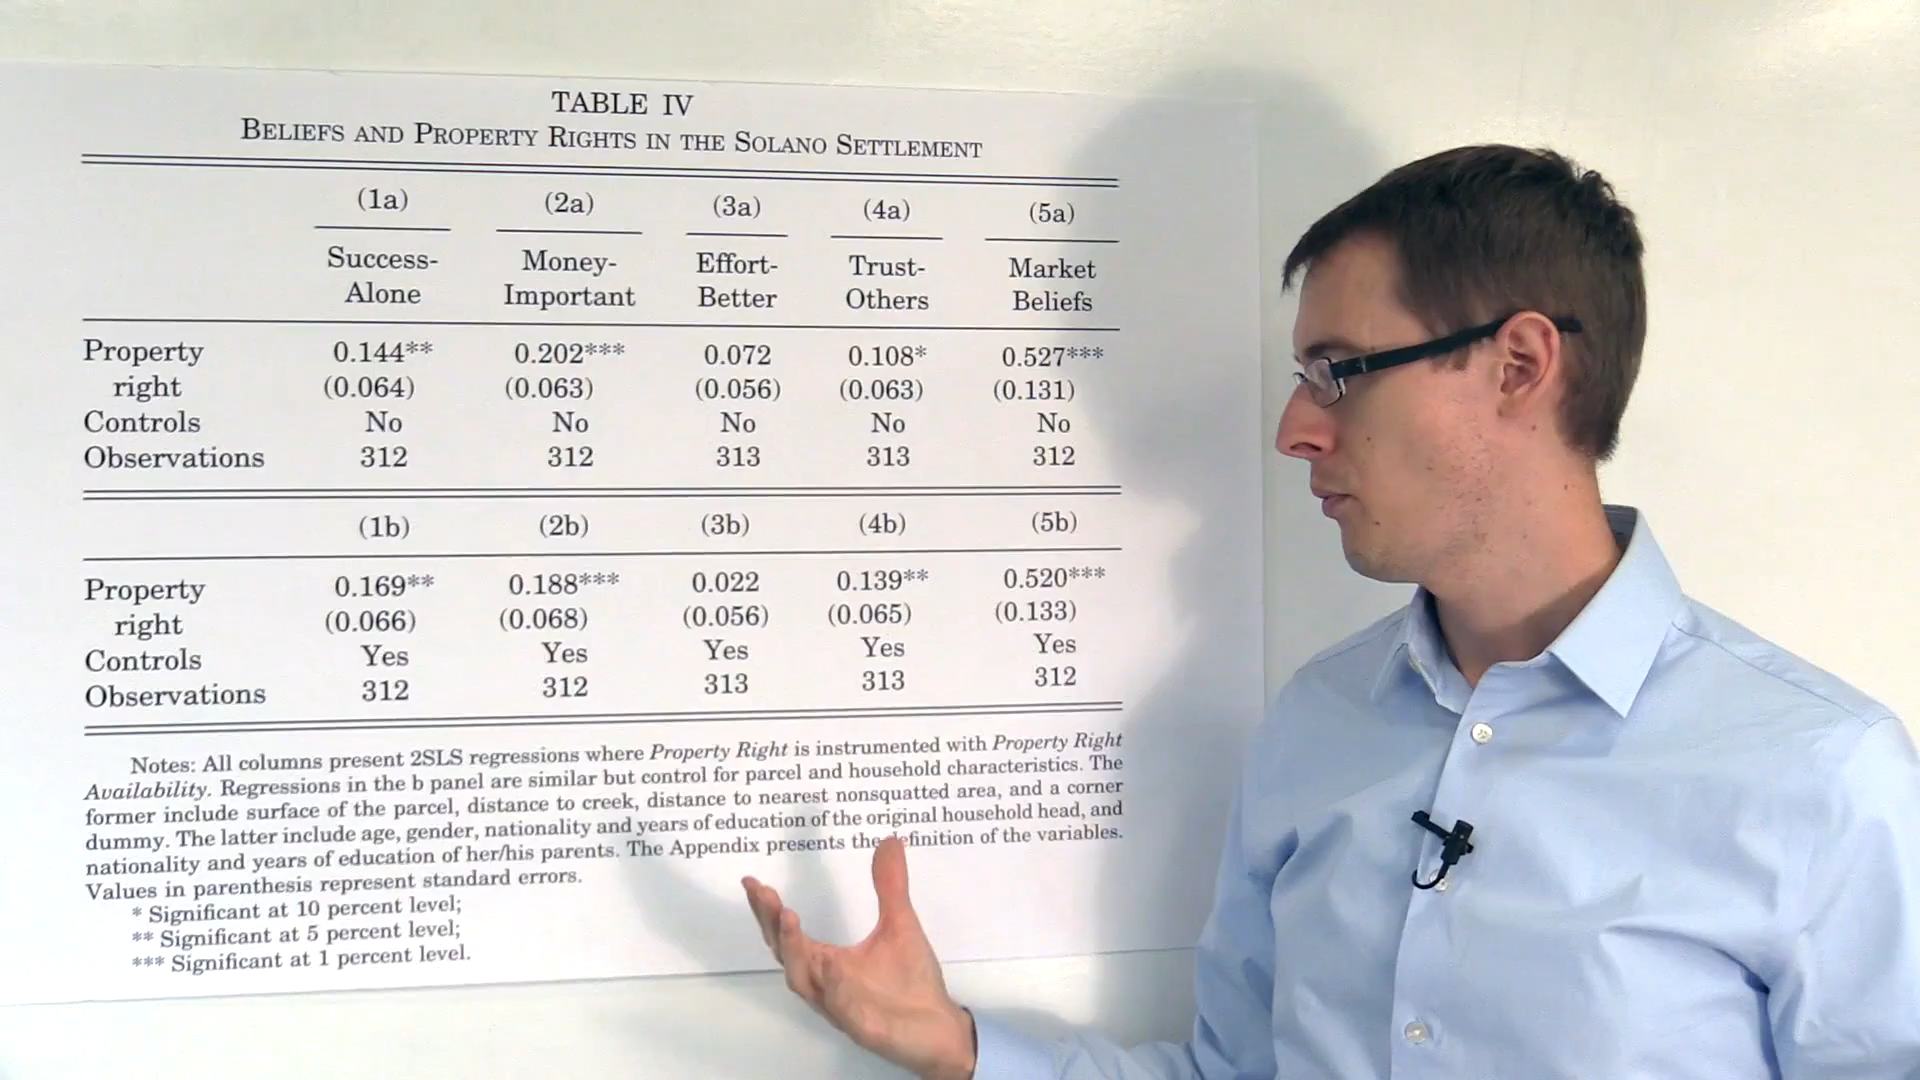 TABLE IV
BELIEFS AND PROPERTY RIGHTS IN THE SOLANO SETTLEMENT
(1a) (2a) (3a) (4a) (5a)
Success- Money- Effort- Trust- Market
Alone Important Better Others Beliefs
Property 0.144** 0.202*** 0.072 0.108* 0.527***
right (0.064) (0.063) (0.056) (0.063) (0.131)
Controls No No No No No
Observations 312 312 313 313 312
(1b) (2b) (3b) (4b) (5b)
Property 0.169** 0.188*** 0.022 0.139** 0.520***
right (0.066) (0.068) (0.056) (0.065) (0.133)
Controls Yes Yes Yes Yes Yes
Observations 312 312 313 313 312
Notes: All columns present 2SLS regressions where Property Right is instrumented with Property Right
Availability. Regressions in the b panel are similar but control for parcel and household characteristics. The
former include surface of the parcel, distance to creek, distance to nearest nonsquatted area, and a corner
dummy. The latter include age, gender, nationality and years of education of the original household head, and
nationality and years of education of her/his parents. The Appendix presents the definition of the variables.
Values in parenthesis represent standard errors.
* Significant at 10 percent level;
** Significant at 5 percent level;
*** Significant at 1 percent level.